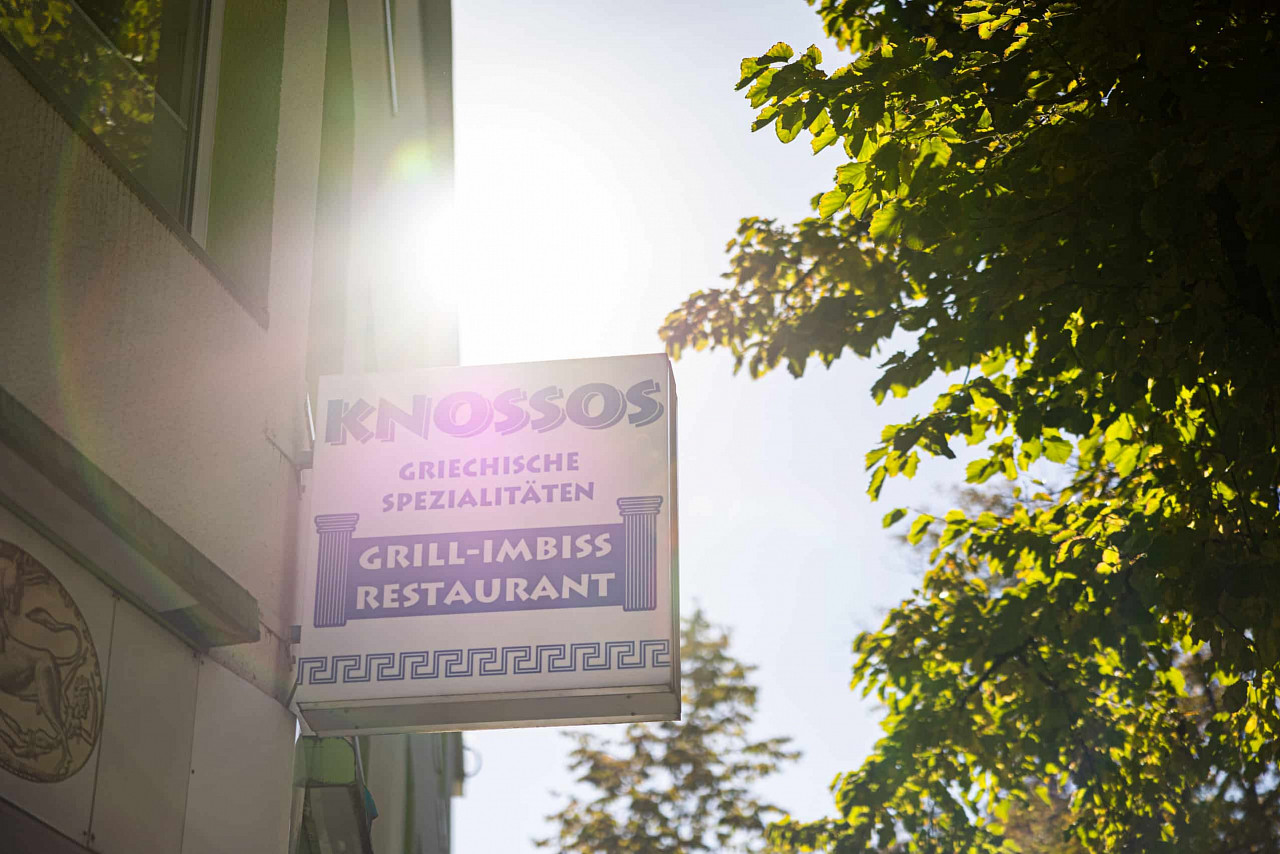 KNOSSOS
GRIECHISCHE
SPEZIALITÄTEN
GRILL-IMBISS
RESTAURANT